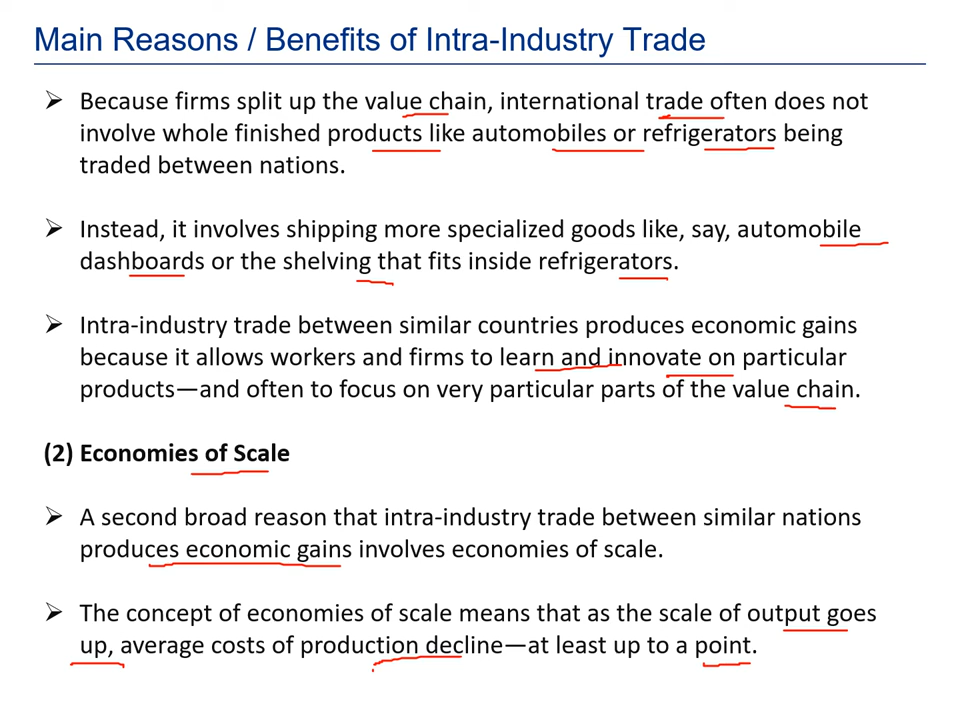 Main Reasons / Benefits of Intra-Industry Trade
➢ Because firms split up the value chain, international trade often does not
involve whole finished products like automobiles or refrigerators being
traded between nations.
➢ Instead, it involves shipping more specialized goods like, say, automobile
dashboards or the shelving that fits inside refrigerators.
➢ Intra-industry trade between similar countries produces economic gains
because it allows workers and firms to learn and innovate on particular
products—and often to focus on very particular parts of the value chain.
(2) Economies of Scale
➢ A second broad reason that intra-industry trade between similar nations
produces economic gains involves economies of scale.
➢ The concept of economies of scale means that as the scale of output goes
up, average costs of production decline—at least up to a point.